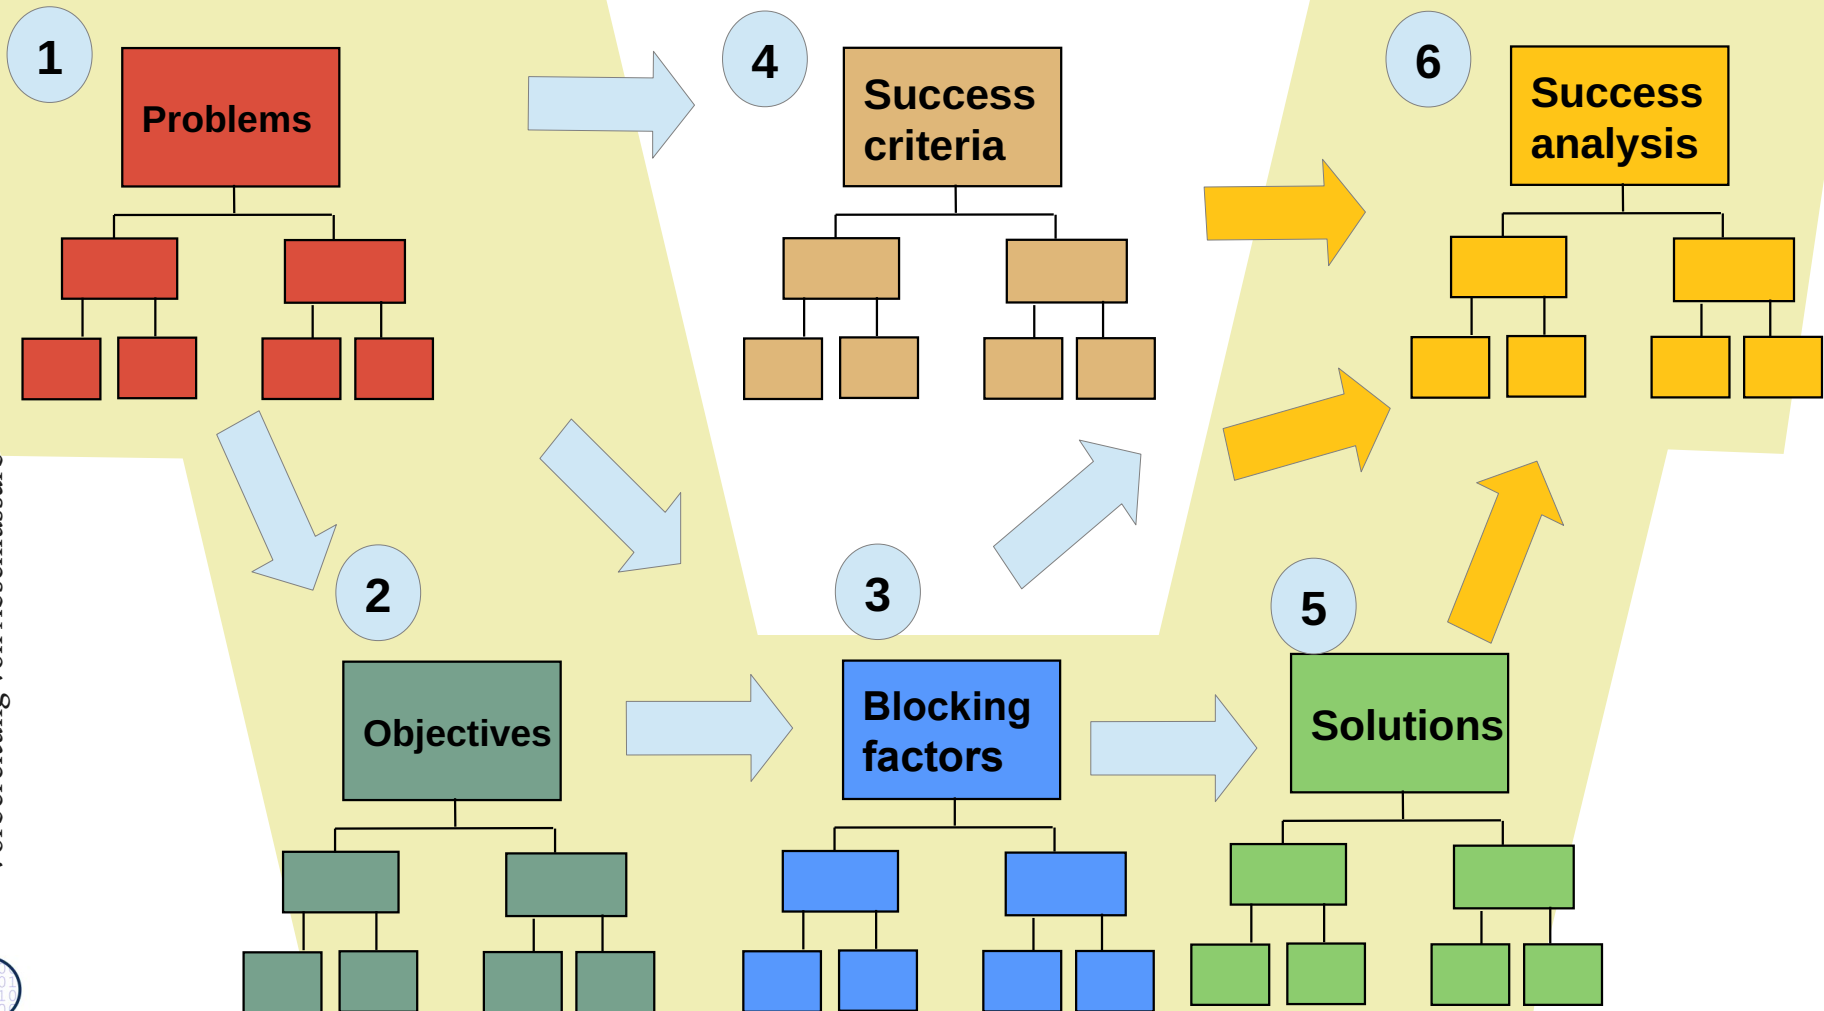 1
Problems
4
Success
criteria
6
Success
analysis
2
Objectives
3
Blocking
factors
5
Solutions